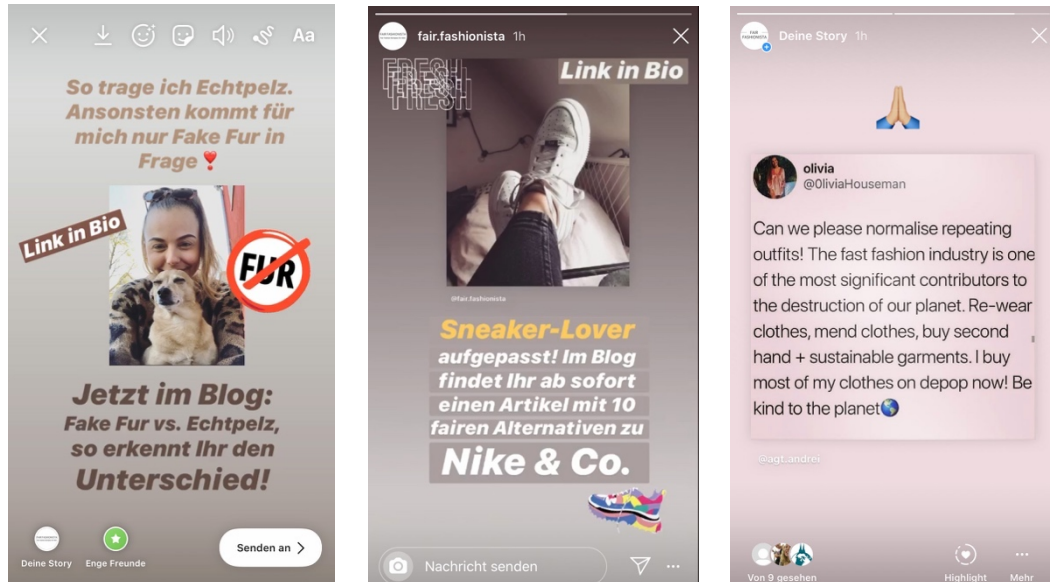 Aa
So trage ich Echtpelz.
Ansonsten kommt für
mich nur Fake Fur in
Frage❣️
Link in Bio
FUR
Jetzt im Blog:
Fake Fur vs. Echtpelz,
so erkennt Ihr den
Unterschied!
Deine Story
Enge Freunde
Senden an >
fair.fashionista 1h
FRESH
FRESH
FRESH
Link in Bio
@fair.fashionista
Sneaker-Lover
aufgepasst! Im Blog
findet Ihr ab sofort
einen Artikel mit 10
fairen Alternativen zu
Nike & Co.
Nachricht senden
FAIR
FASHIONISTA
Deine Story 1h
olivia
@0liviaHouseman
Can we please normalise repeating
outfits! The fast fashion industry is one
of the most significant contributors to
the destruction of our planet. Re-wear
clothes, mend clothes, buy second
hand + sustainable garments. I buy
most of my clothes on depop now! Be
kind to the planet🌎
@agt.andrei
Von 9 gesehen
Highlight
Mehr